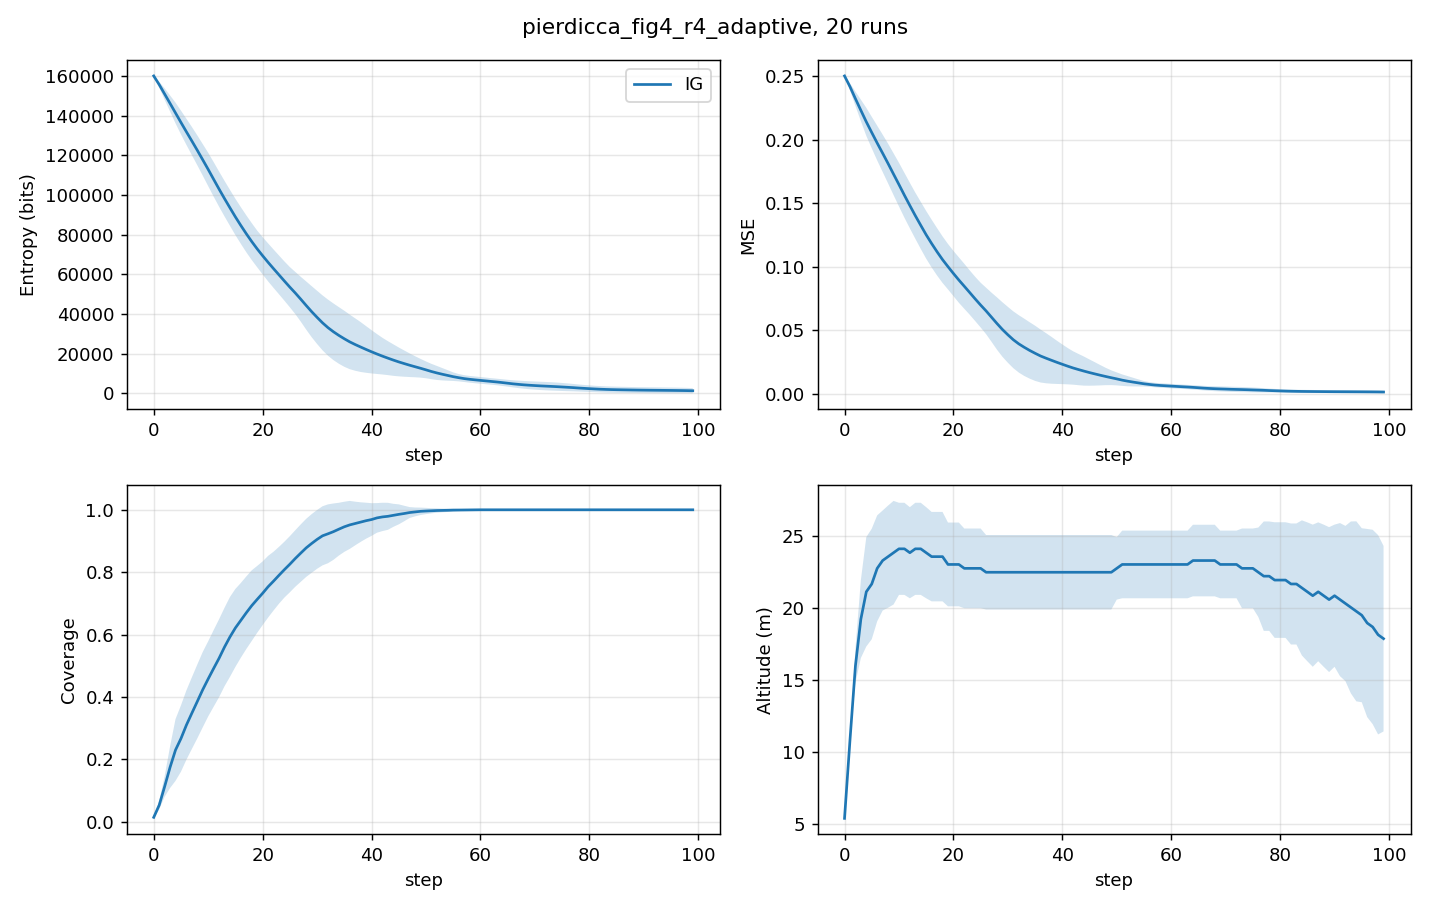 pierdicca_fig4_r4_adaptive, 20 runs
160000
140000
120000
100000
80000
60000
40000
20000
0
Entropy (bits)
IG
0 20 40 60 80 100
step
0.25
0.20
0.15
0.10
0.05
0.00
MSE
0 20 40 60 80 100
step
1.0
0.8
0.6
0.4
0.2
0.0
Coverage
0 20 40 60 80 100
step
25
20
15
10
5
Altitude (m)
0 20 40 60 80 100
step